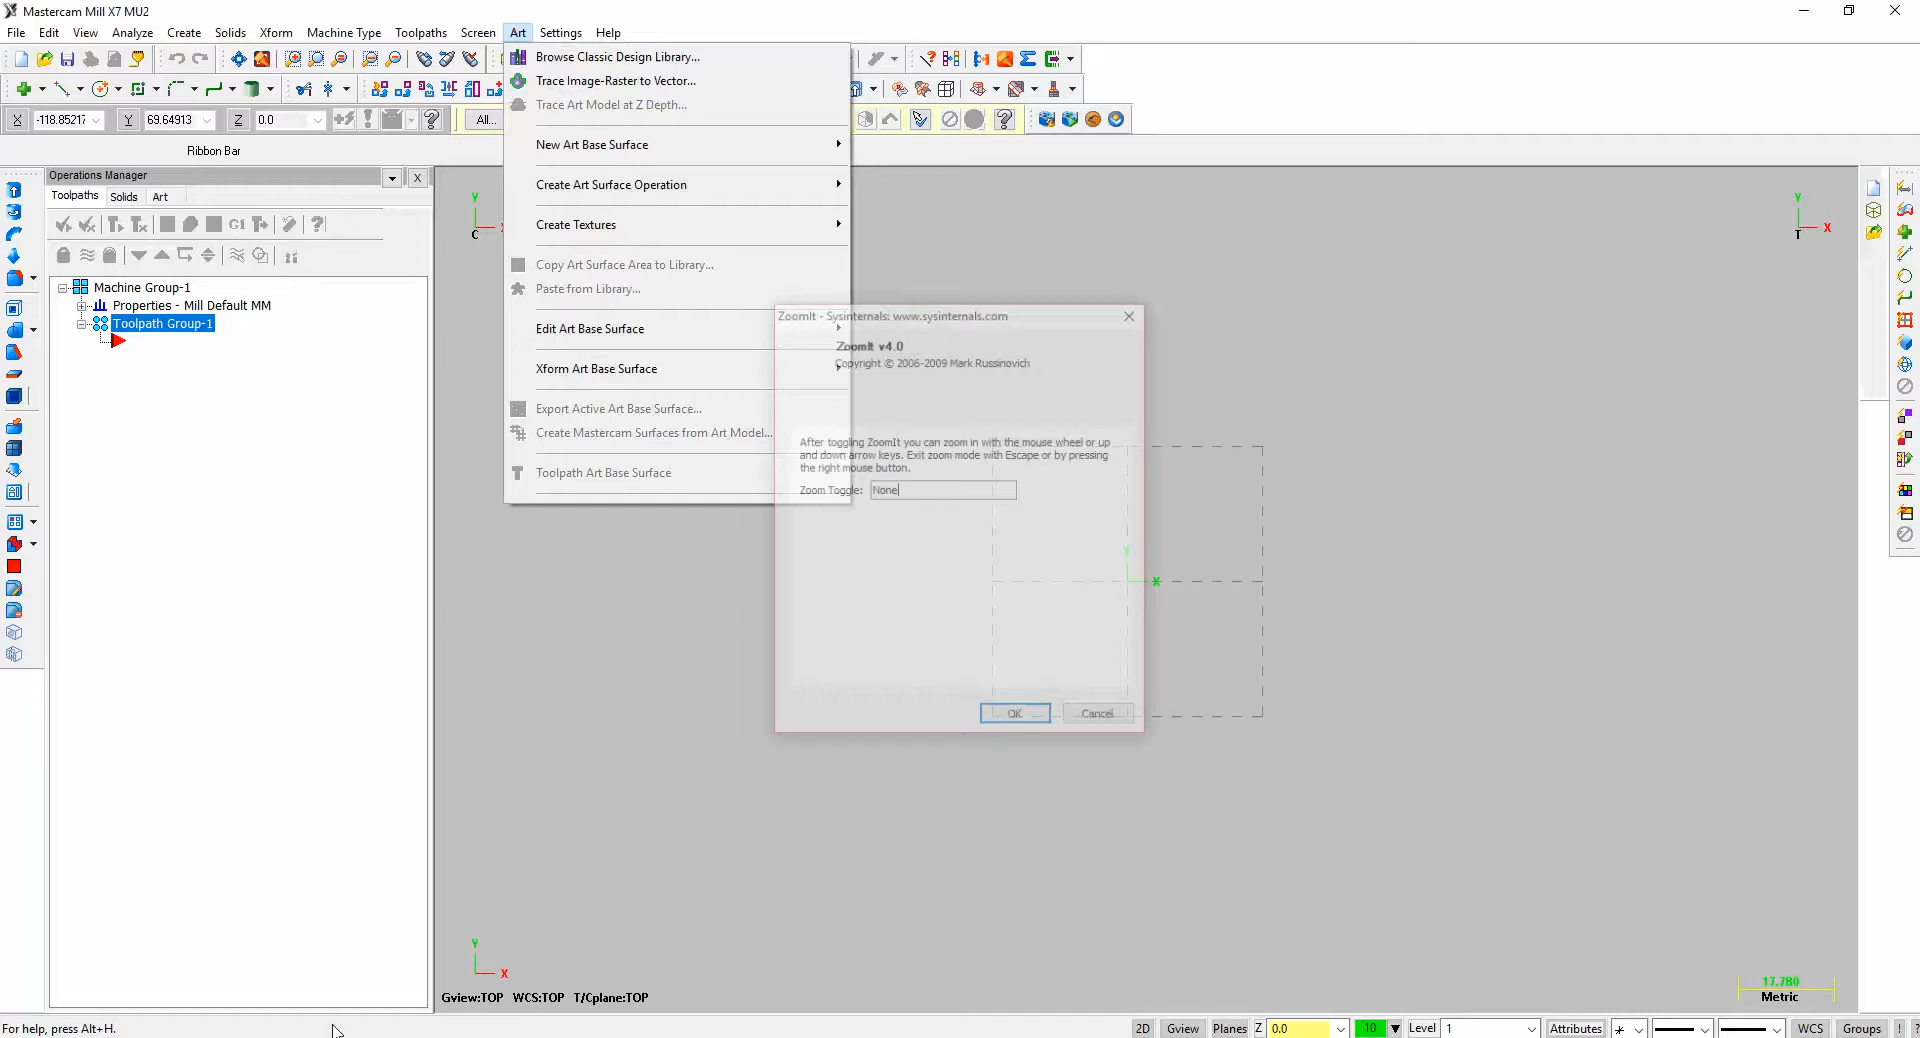 Mastercam Mill X7 MU2
File Edit View Analyze Create Solids Xform Machine Type Toolpaths Screen Art Settings Help
X -118.85217 Y 69.64913 Z 0.0 All...
Ribbon Bar
Operations Manager
Toolpaths Solids Art
G1
Machine Group-1
Properties - Mill Default MM
Toolpath Group-1
Browse Classic Design Library...
Trace Image-Raster to Vector...
Trace Art Model at Z Depth...
New Art Base Surface
Create Art Surface Operation
Create Textures
Copy Art Surface Area to Library...
Paste from Library...
Edit Art Base Surface
Xform Art Base Surface
Export Active Art Base Surface...
Create Mastercam Surfaces from Art Model...
Toolpath Art Base Surface
ZoomIt - Sysinternals: www.sysinternals.com
ZoomIt v4.0
Copyright © 2006-2009 Mark Russinovich
After toggling ZoomIt you can zoom in with the mouse wheel or up
and down arrow keys. Exit zoom mode with Escape or by pressing
the right mouse button.
Zoom Toggle: None
OK Cancel
Y
C
Y
X
T
Y
X
Y
X
17.780
Metric
Gview:TOP WCS:TOP T/Cplane:TOP
For help, press Alt+H.
2D Gview Planes Z 0.0 10 Level 1 Attributes WCS Groups ! ?